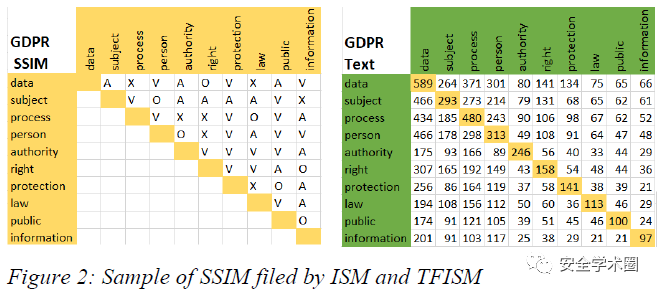 GDPR
SSIM
data subject process person authority right protection law public information
data A X V A O V V A V
subject V O A A A A V X
process V X X V O V A
person O X V A V V
authority V V V V A
right V V A O
protection X O A
law V A
public O
information
GDPR
Text
data subject process person authority right protection law public information
data 589 264 371 301 80 141 134 75 65 66
subject 466 293 273 214 79 131 68 65 62 61
process 434 185 480 243 90 106 98 67 62 52
person 466 178 298 313 49 108 91 64 47 48
authority 175 93 166 89 246 56 40 33 44 29
right 307 165 192 149 43 158 54 48 44 36
protection 256 86 164 119 37 58 141 38 39 21
law 194 108 156 112 50 60 36 113 46 29
public 174 91 121 105 39 51 45 46 100 24
information 201 91 103 117 25 38 29 21 21 97
Figure 2: Sample of SSIM filed by ISM and TFISM
安全学术圈